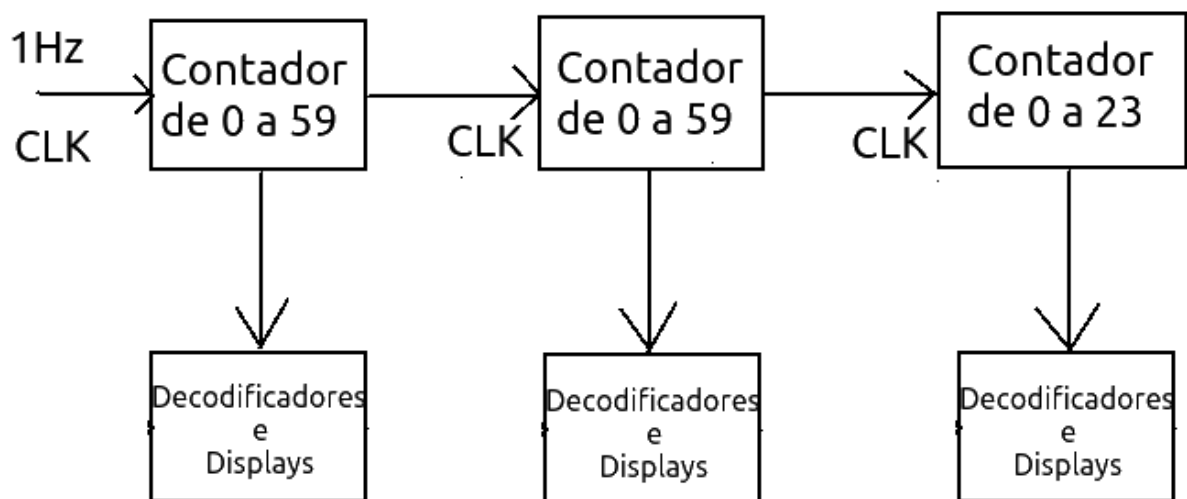 1Hz
CLK
Contador
de 0 a 59
CLK
Contador
de 0 a 59
CLK
Contador
de 0 a 23
Decodificadores
e
Displays
Decodificadores
e
Displays
Decodificadores
e
Displays